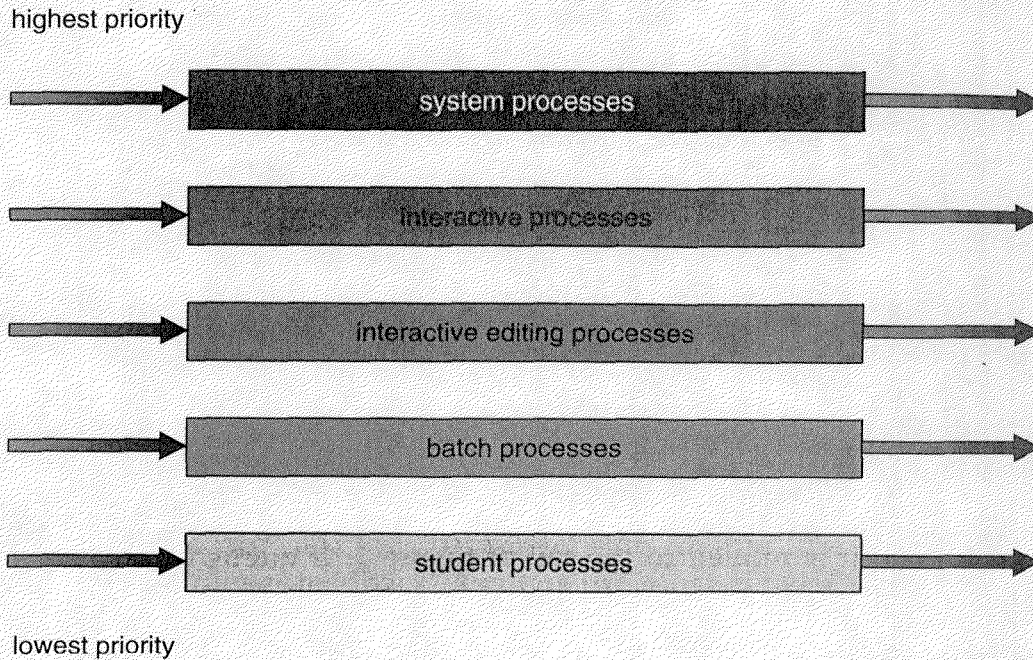 highest priority
system processes
interactive processes
interactive editing processes
batch processes
student processes
lowest priority